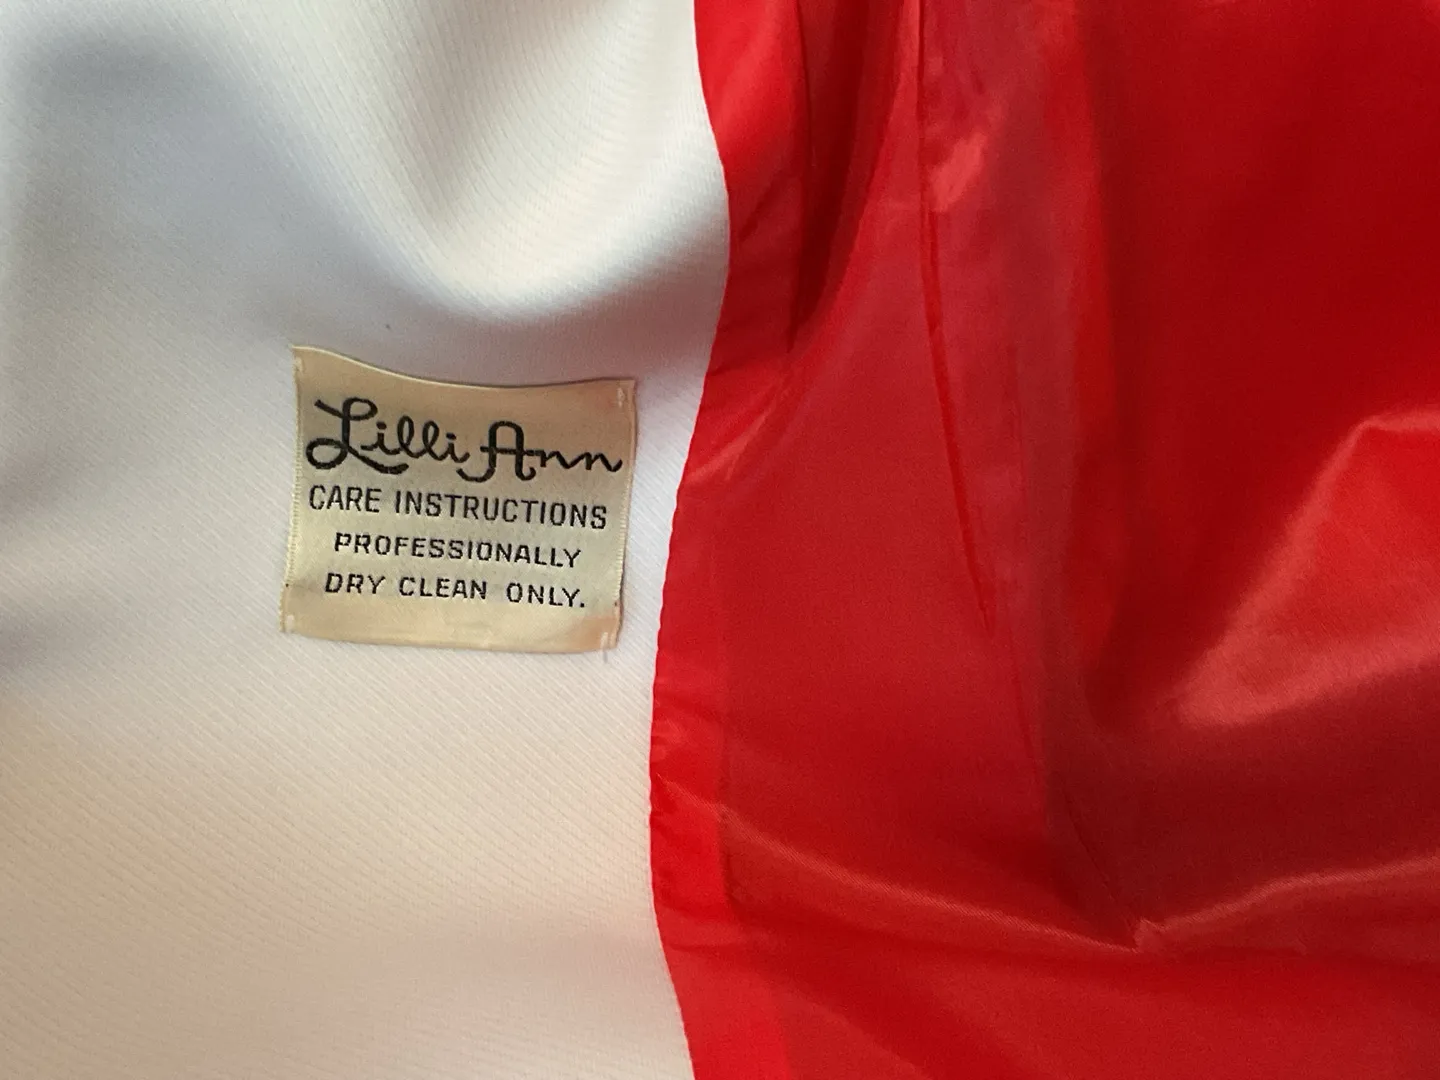 Lilli Ann
CARE INSTRUCTIONS
PROFESSIONALLY
DRY CLEAN ONLY.